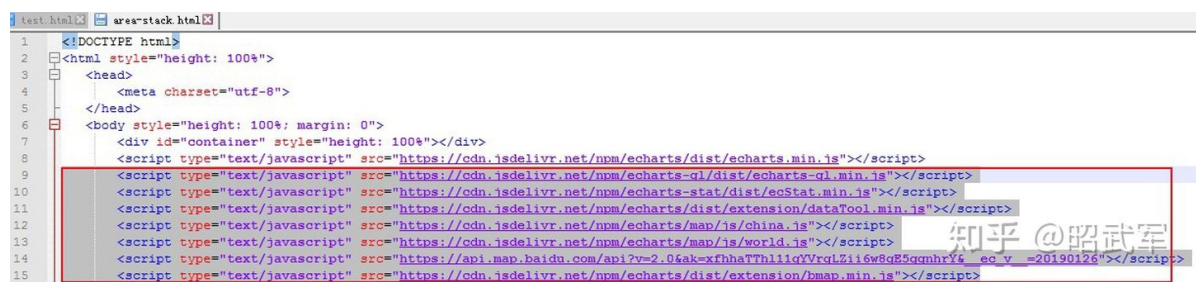 test.html area-stack.html
1 <!DOCTYPE html>
2 <html style="height: 100%">
3 <head>
4 <meta charset="utf-8">
5 </head>
6 <body style="height: 100%; margin: 0">
7 <div id="container" style="height: 100%"></div>
8 <script type="text/javascript" src="https://cdn.jsdelivr.net/npm/echarts/dist/echarts.min.js"></script>
9 <script type="text/javascript" src="https://cdn.jsdelivr.net/npm/echarts-gl/dist/echarts-gl.min.js"></script>
10 <script type="text/javascript" src="https://cdn.jsdelivr.net/npm/echarts-stat/dist/ecStat.min.js"></script>
11 <script type="text/javascript" src="https://cdn.jsdelivr.net/npm/echarts/dist/extension/dataTool.min.js"></script>
12 <script type="text/javascript" src="https://cdn.jsdelivr.net/npm/echarts/map/js/china.js"></script>
13 <script type="text/javascript" src="https://cdn.jsdelivr.net/npm/echarts/map/js/world.js"></script>
知乎 @昭武军
14 <script type="text/javascript" src="https://api.map.baidu.com/api?v=2.0&ak=xfhhaTThl11qYVrqLZii6w8qE5ggnhrY&__ec_v__=20190126"></script>
15 <script type="text/javascript" src="https://cdn.jsdelivr.net/npm/echarts/dist/extension/bmap.min.js"></script>